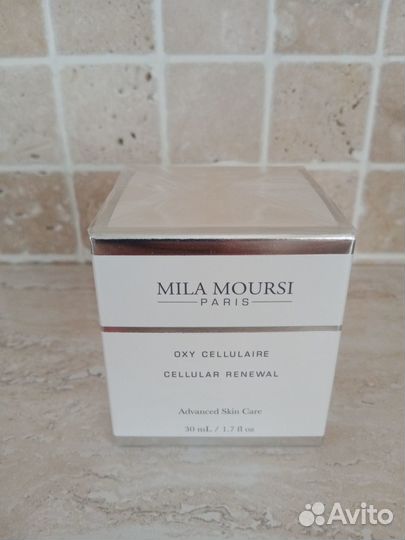 MILA MOURSI
PARIS
OXY CELLULAIRE
CELLULAR RENEWAL
Advanced Skin Care
30 mL / 1.7 fl oz
Avito